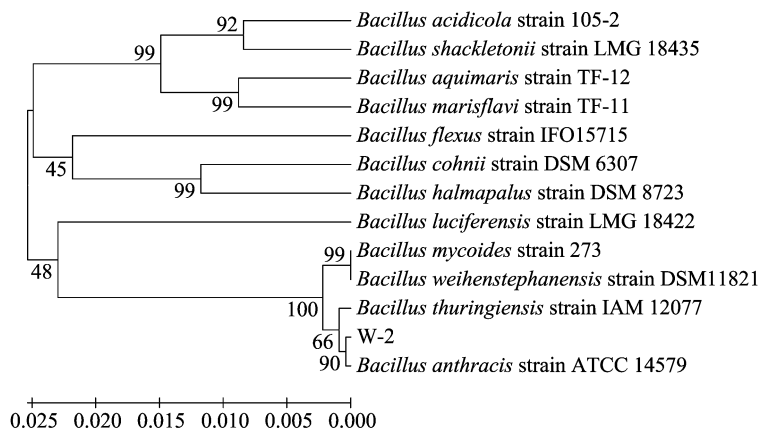 92
Bacillus acidicola strain 105-2
99
Bacillus shackletonii strain LMG 18435
Bacillus aquimaris strain TF-12
99
Bacillus marisflavi strain TF-11
Bacillus flexus strain IFO15715
45
Bacillus cohnii strain DSM 6307
99
Bacillus halmapalus strain DSM 8723
Bacillus luciferensis strain LMG 18422
99
Bacillus mycoides strain 273
48
Bacillus weihenstephanensis strain DSM11821
100
Bacillus thuringiensis strain IAM 12077
66
W-2
90
Bacillus anthracis strain ATCC 14579
0.025 0.020 0.015 0.010 0.005 0.000